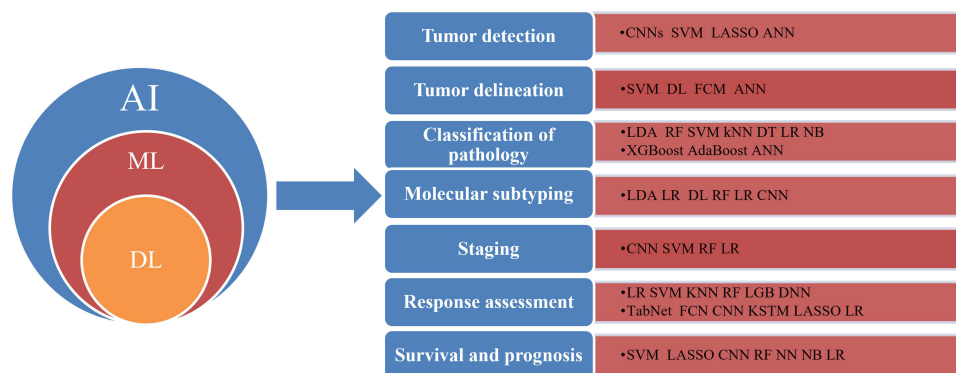 AI
ML
DL
Tumor detection
•CNNs SVM LASSO ANN
Tumor delineation
•SVM DL FCM ANN
Classification of
pathology
•LDA RF SVM kNN DT LR NB
•XGBoost AdaBoost ANN
Molecular subtyping
•LDA LR DL RF LR CNN
Staging
•CNN SVM RF LR
Response assessment
•LR SVM KNN RF LGB DNN
•TabNet FCN CNN KSTM LASSO LR
Survival and prognosis
•SVM LASSO CNN RF NN NB LR